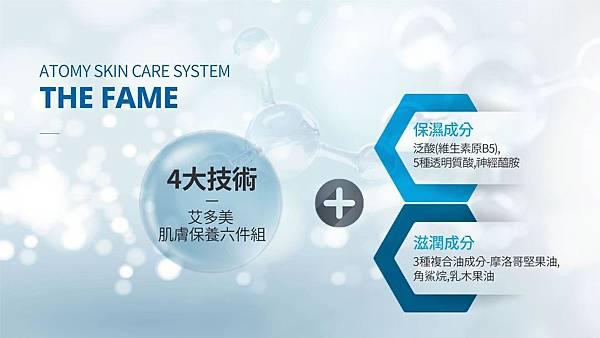 ATOMY SKIN CARE SYSTEM
THE FAME
4大技術
艾多美
肌膚保養六件組
保濕成分
泛酸(維生素原B5),
5種透明質酸,神經醯胺
滋潤成分
3種複合油成分-摩洛哥堅果油,
角鯊烷,乳木果油